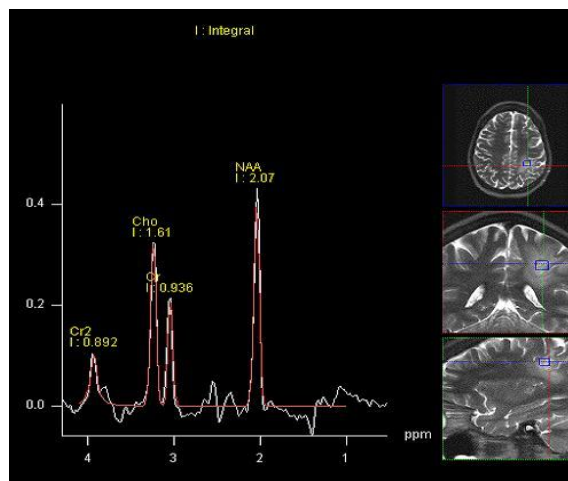 I : Integral
NAA
I : 2.07
0.4
Cho
I : 1.61
Cr
I : 0.936
0.2
Cr2
I : 0.892
0.0
ppm
4 3 2 1